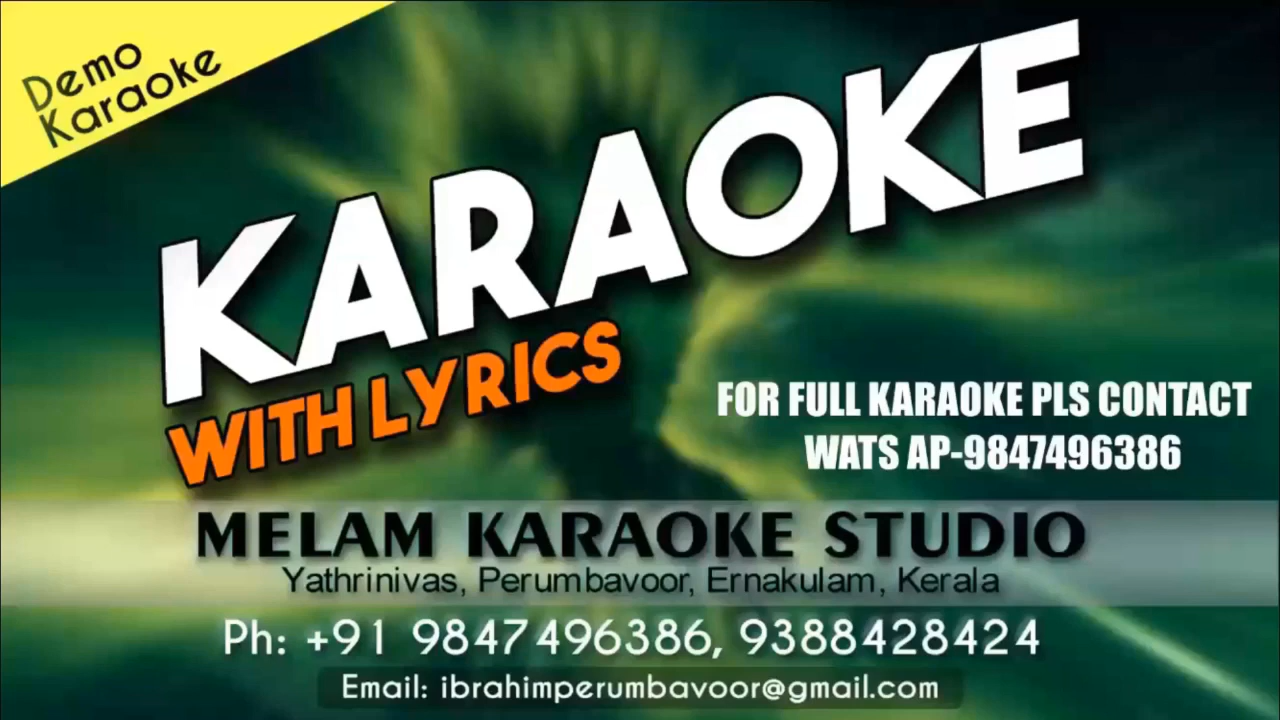 Demo
Karaoke
KARAOKE
WITH LYRICS
FOR FULL KARAOKE PLS CONTACT
WATS AP-9847496386
MELAM KARAOKE STUDIO
Yathrinivas, Perumbavoor, Ernakulam, Kerala
Ph: +91 9847496386, 9388428424
Email: ibrahimperumbavoor@gmail.com